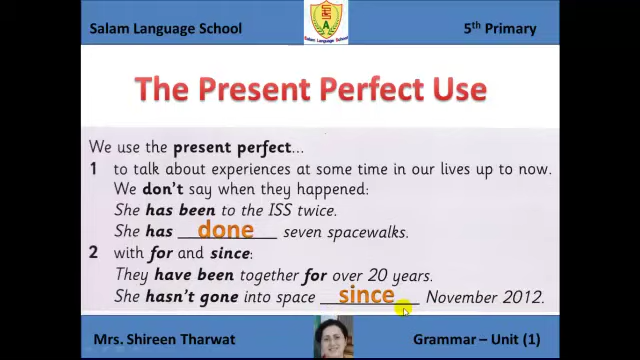 Salam Language School
5th Primary
A
Salam Language School
The Present Perfect Use
We use the present perfect...
1 to talk about experiences at some time in our lives up to now.
We don't say when they happened:
She has been to the ISS twice.
She has done seven spacewalks.
2 with for and since:
They have been together for over 20 years.
She hasn't gone into space since November 2012.
Mrs. Shireen Tharwat
Grammar – Unit (1)